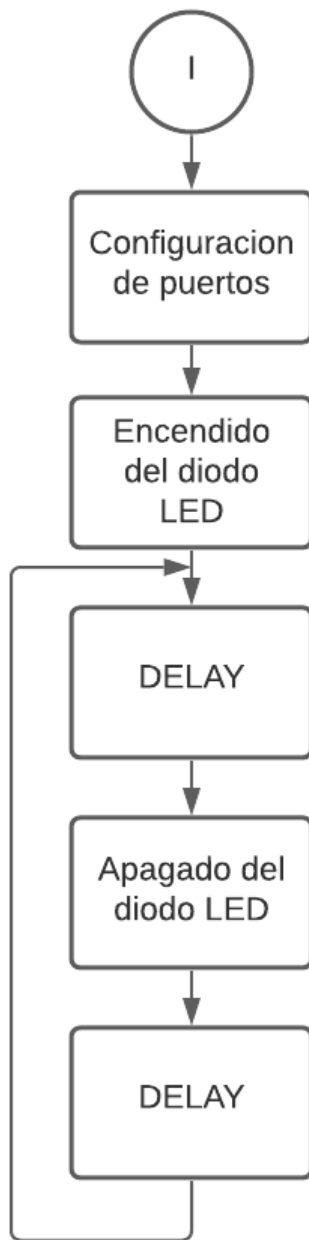 I
Configuracion
de puertos
Encendido
del diodo
LED
DELAY
Apagado del
diodo LED
DELAY